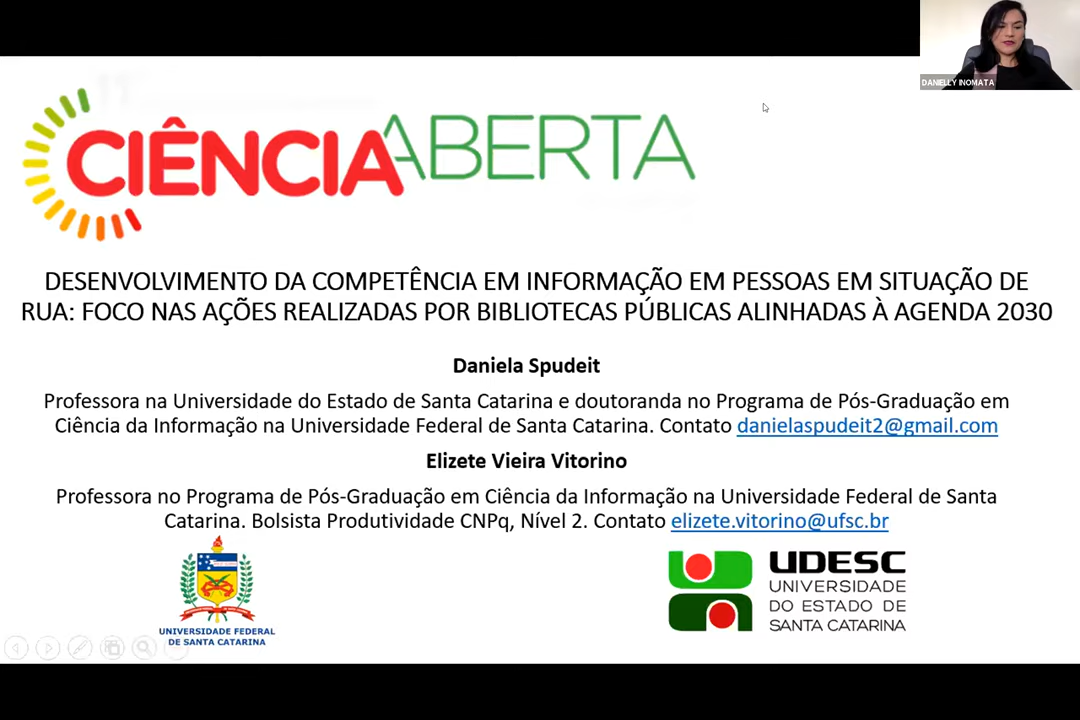 DANIELLY INOMATA
CIÊNCIA ABERTA
DESENVOLVIMENTO DA COMPETÊNCIA EM INFORMAÇÃO EM PESSOAS EM SITUAÇÃO DE
RUA: FOCO NAS AÇÕES REALIZADAS POR BIBLIOTECAS PÚBLICAS ALINHADAS À AGENDA 2030
Daniela Spudeit
Professora na Universidade do Estado de Santa Catarina e doutoranda no Programa de Pós-Graduação em
Ciência da Informação na Universidade Federal de Santa Catarina. Contato danielaspudeit2@gmail.com
Elizete Vieira Vitorino
Professora no Programa de Pós-Graduação em Ciência da Informação na Universidade Federal de Santa
Catarina. Bolsista Produtividade CNPq, Nível 2. Contato elizete.vitorino@ufsc.br
UNIVERSIDADE FEDERAL
DE SANTA CATARINA
UDESC
UNIVERSIDADE
DO ESTADO DE
SANTA CATARINA